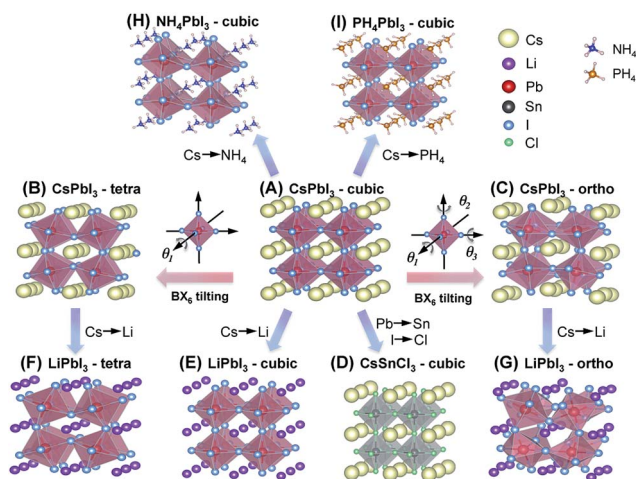 (H) NH₄PbI₃ - cubic
(I) PH₄PbI₃ - cubic
Cs
Li
Pb
Sn
I
Cl
NH₄
PH₄
Cs→NH₄
Cs→PH₄
(B) CsPbI₃ - tetra
(A) CsPbI₃ - cubic
(C) CsPbI₃ - ortho
θ₁
BX₆ tilting
θ₂
θ₁
θ₃
BX₆ tilting
Cs→Li
Cs→Li
Pb→Sn
I→Cl
Cs→Li
(F) LiPbI₃ - tetra
(E) LiPbI₃ - cubic
(D) CsSnCl₃ - cubic
(G) LiPbI₃ - ortho